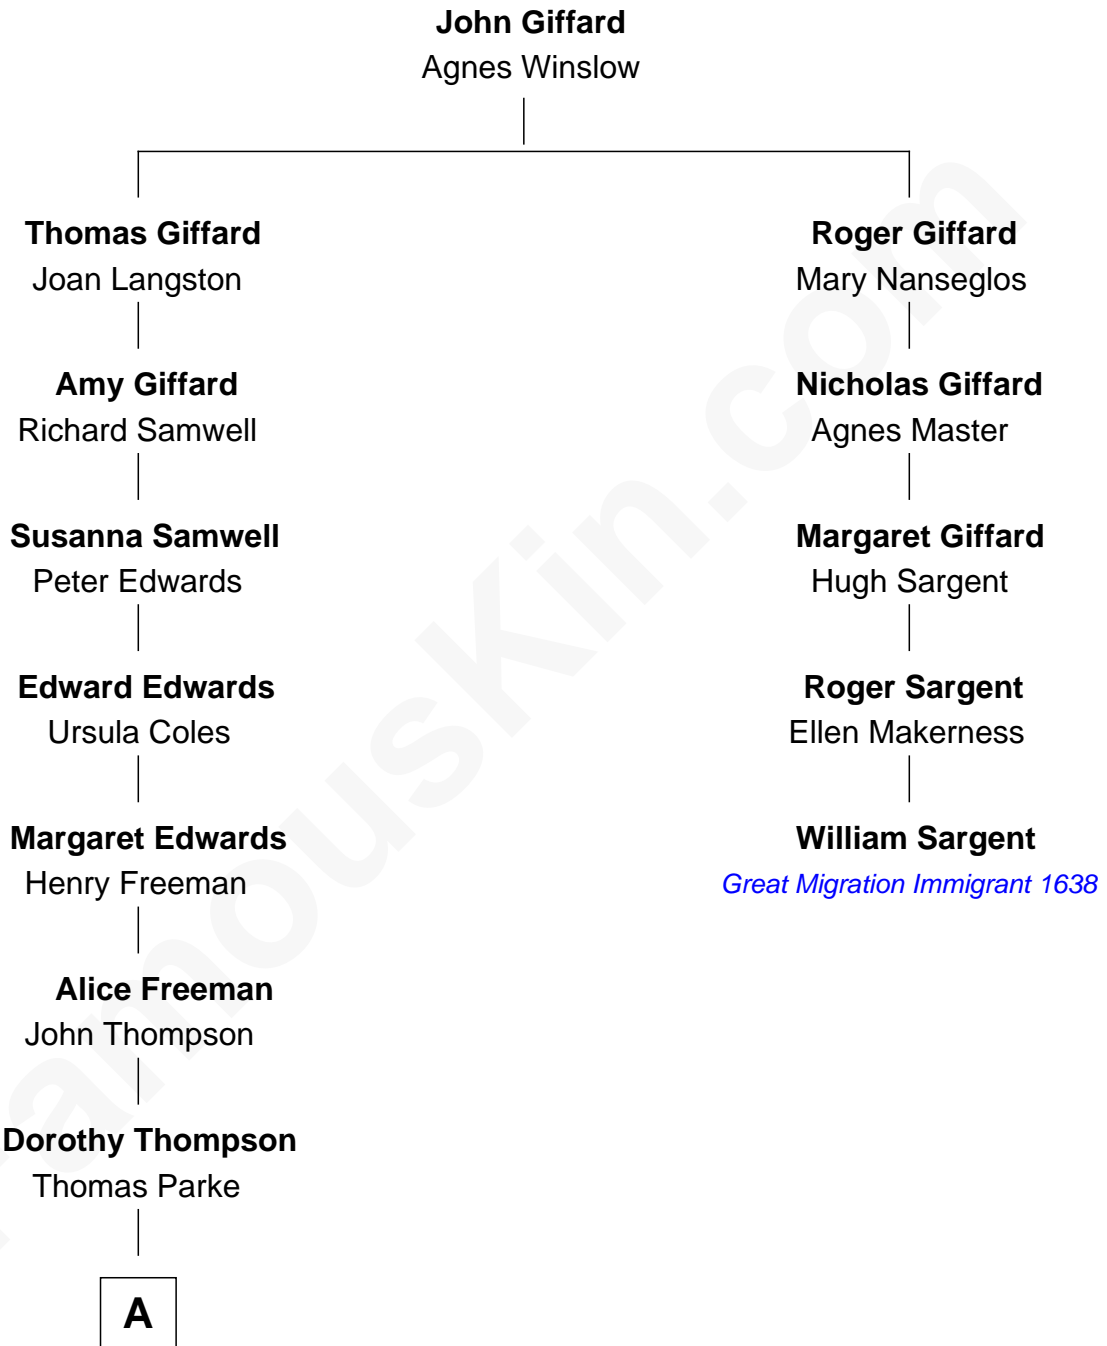 John Giffard
Agnes Winslow
Thomas Giffard
Joan Langston
Amy Giffard
Richard Samwell
Susanna Samwell
Peter Edwards
Edward Edwards
Ursula Coles
Margaret Edwards
Henry Freeman
Alice Freeman
John Thompson
Dorothy Thompson
Thomas Parke
A
Roger Giffard
Mary Nanseglos
Nicholas Giffard
Agnes Master
Margaret Giffard
Hugh Sargent
Roger Sargent
Ellen Makerness
William Sargent
Great Migration Immigrant 1638
FamousKin.com